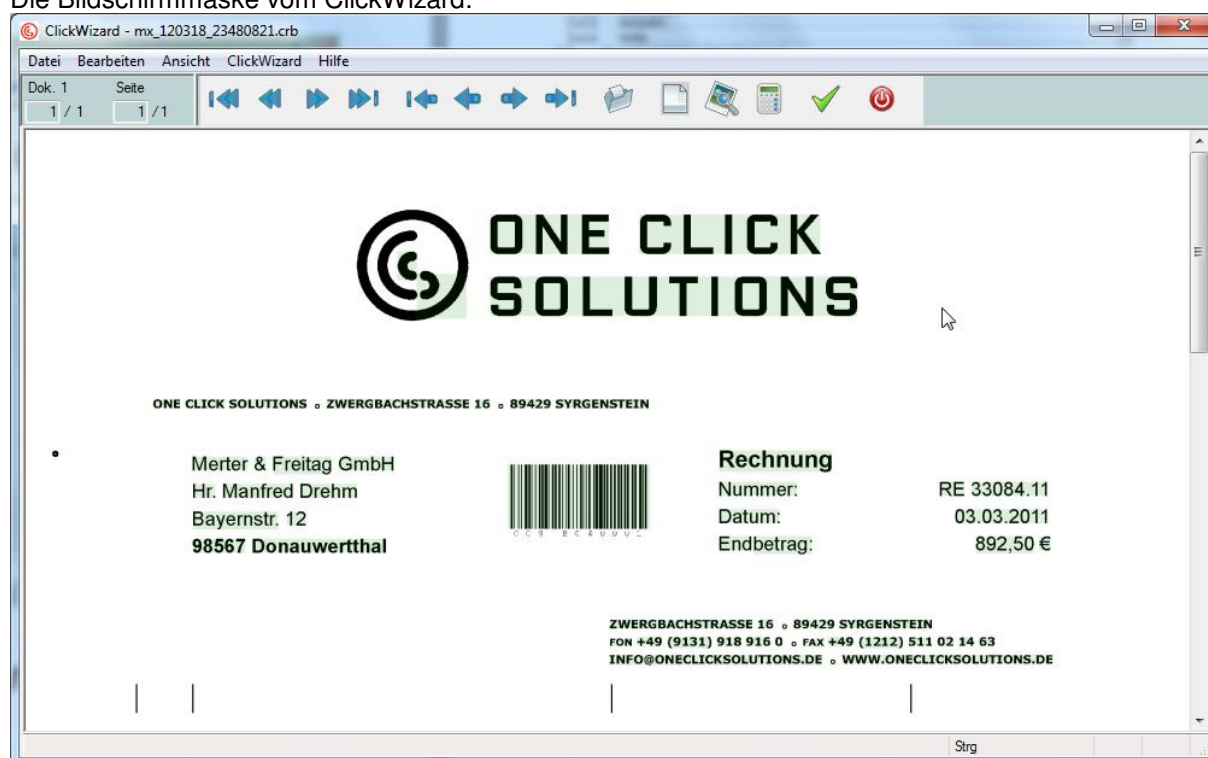 Die Bildschirmmaske vom ClickWizard:
ClickWizard - mx_120318_23480821.crb
Datei Bearbeiten Ansicht ClickWizard Hilfe
Dok. 1 Seite
1 / 1 1 / 1
ONE CLICK
SOLUTIONS
ONE CLICK SOLUTIONS o ZWERGBACHSTRASSE 16 o 89429 SYRGENSTEIN
Merter & Freitag GmbH
Hr. Manfred Drehm
Bayernstr. 12
98567 Donauwertthal
Rechnung
Nummer: RE 33084.11
Datum: 03.03.2011
Endbetrag: 892,50 €
ZWERGBACHSTRASSE 16 o 89429 SYRGENSTEIN
FON +49 (9131) 918 916 0 o FAX +49 (1212) 511 02 14 63
INFO@ONECLICKSOLUTIONS.DE o WWW.ONECLICKSOLUTIONS.DE
Strg